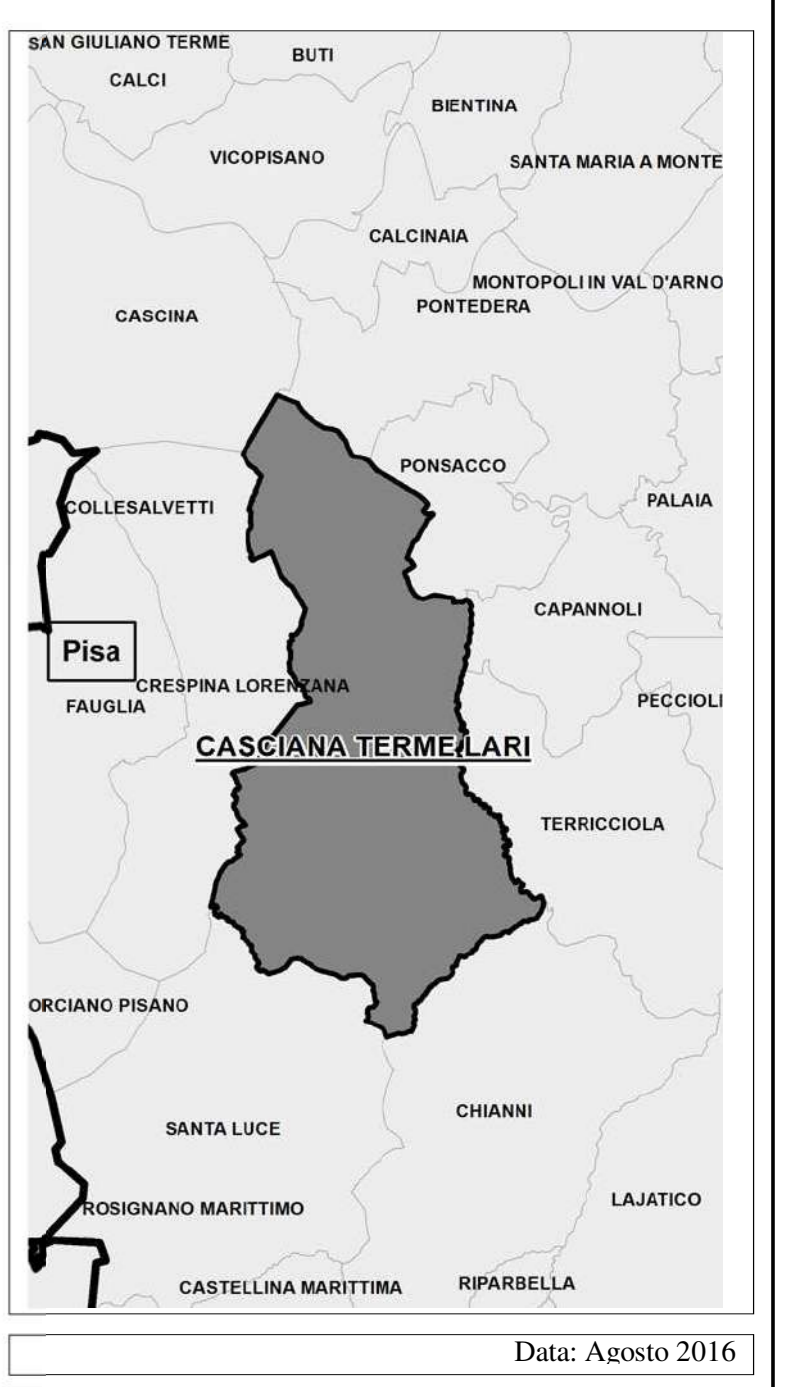 SAN GIULIANO TERME
BUTI
CALCI
BIENTINA
VICOPISANO
SANTA MARIA A MONTE
CALCINAIA
MONTOPOLI IN VAL D'ARNO
PONTEDERA
CASCINA
PONSACCO
PALAIA
COLLESALVETTI
CAPANNOLI
Pisa
CRESPINA LORENZANA
PECCIOLI
FAUGLIA
CASCIANA TERME LARI
TERRICCIOLA
ORCIANO PISANO
CHIANNI
SANTA LUCE
LAJATICO
ROSIGNANO MARITTIMO
RIPARBELLA
CASTELLINA MARITTIMA
Data: Agosto 2016